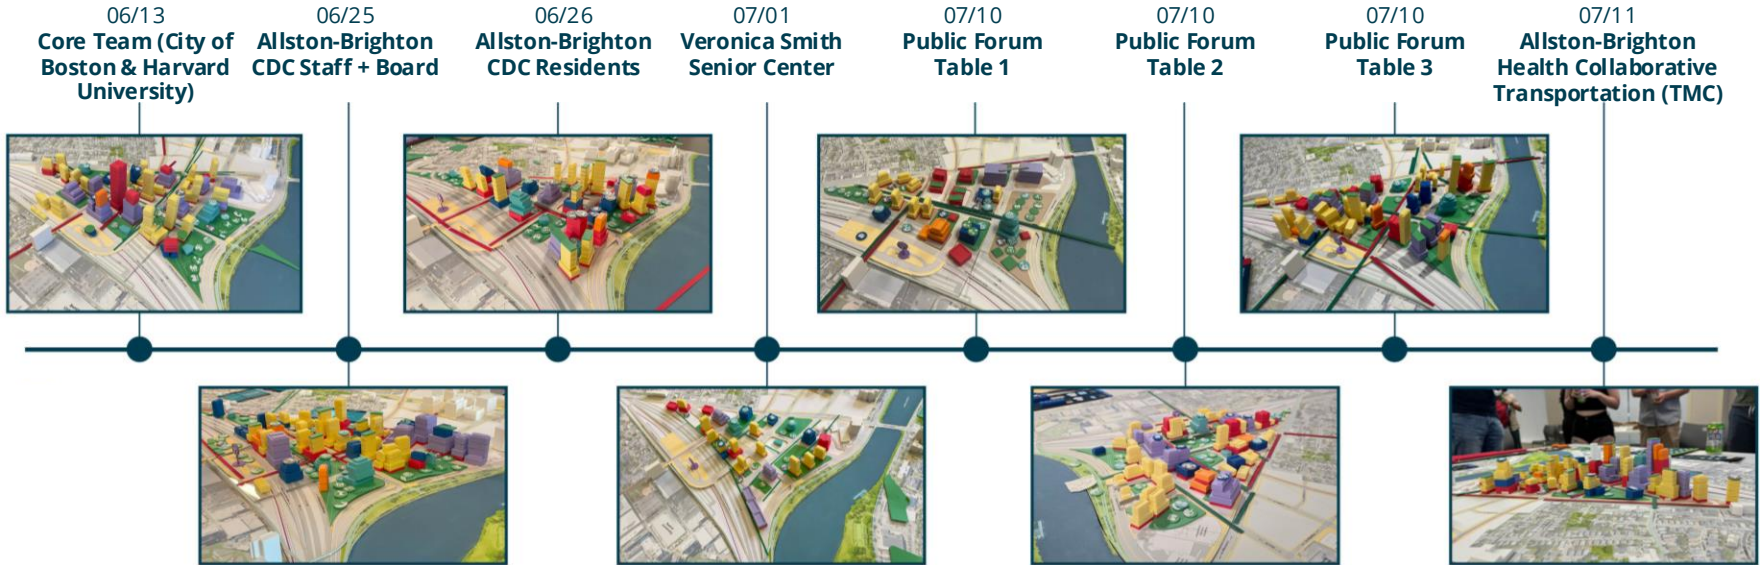 06/13
Core Team (City of
Boston & Harvard
University)
06/25
Allston-Brighton
CDC Staff + Board
06/26
Allston-Brighton
CDC Residents
07/01
Veronica Smith
Senior Center
07/10
Public Forum
Table 1
07/10
Public Forum
Table 2
07/10
Public Forum
Table 3
07/11
Allston-Brighton
Health Collaborative
Transportation (TMC)